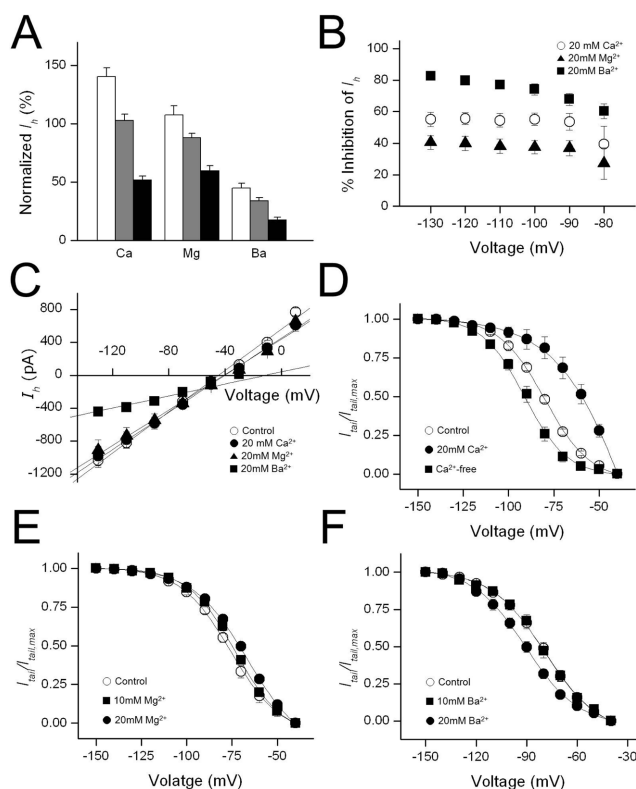 A
Normalized Ih (%)
150
100
50
0
Ca
Mg
Ba
B
20 mM Ca²⁺
20mM Mg²⁺
20mM Ba²⁺
% Inhibition of Ih
100
80
60
40
20
0
-130 -120 -110 -100 -90 -80
Voltage (mV)
C
Ih (pA)
800
400
0
-400
-800
-1200
-120 -80 -40 0
Voltage (mV)
Control
20 mM Ca²⁺
20mM Mg²⁺
20mM Ba²⁺
D
Itail/Itail,max
1.00
0.75
0.50
0.25
0.00
Control
20mM Ca²⁺
Ca²⁺-free
-150 -125 -100 -75 -50
Voltage (mV)
E
Itail/Itail,max
1.00
0.75
0.50
0.25
0.00
Control
10mM Mg²⁺
20mM Mg²⁺
-150 -125 -100 -75 -50
Volatge (mV)
F
Itail/Itail,max
1.00
0.75
0.50
0.25
0.00
Control
10mM Ba²⁺
20mM Ba²⁺
-150 -120 -90 -60 -30
Voltage (mV)